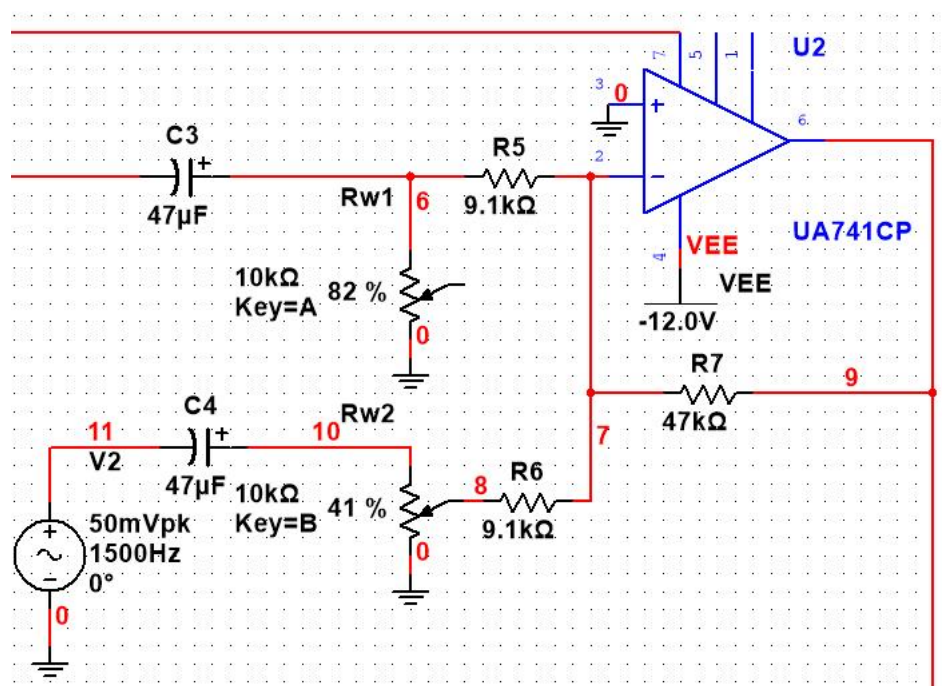 7
5
1
U2
3
0
+
6
C3
+
47µF
Rw1
6
R5
9.1kΩ
2
−
UA741CP
4
VEE
VEE
-12.0V
10kΩ
Key=A
82 %
0
R7
47kΩ
9
C4
+
47µF
11
V2
10
Rw2
7
10kΩ
Key=B
41 %
8
R6
9.1kΩ
0
+
50mVpk
1500Hz
0°
−
0